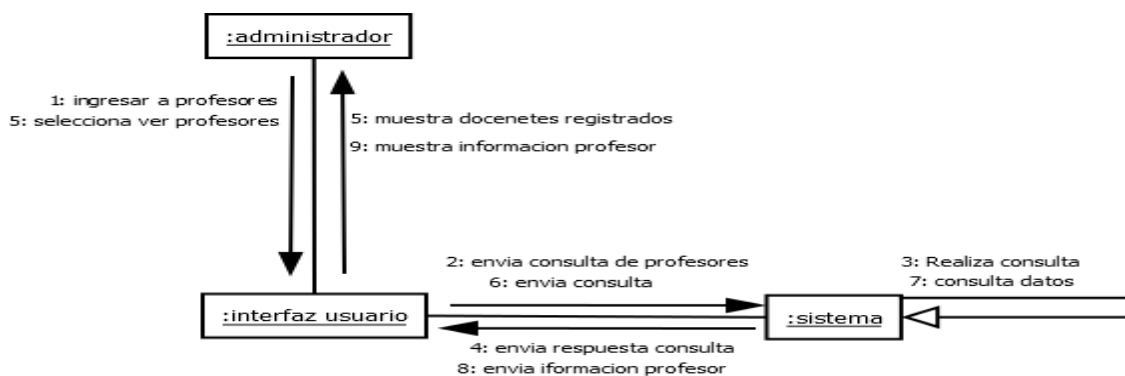 :administrador
1: ingresar a profesores
5: selecciona ver profesores
5: muestra docenetes registrados
9: muestra informacion profesor
2: envia consulta de profesores
6: envia consulta
3: Realiza consulta
7: consulta datos
:interfaz usuario
:sistema
4: envia respuesta consulta
8: envia iformacion profesor